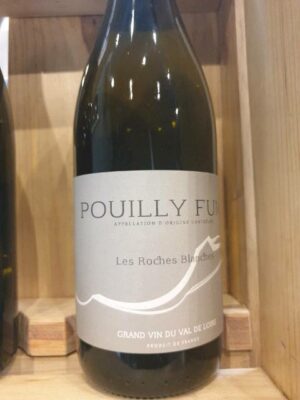 POUILLY FU
APPELLATION D'ORIGINE CONTRÔLÉE
Les Roches Blanches
GRAND VIN DU VAL DE LOIRE
PRODUIT DE FRANCE